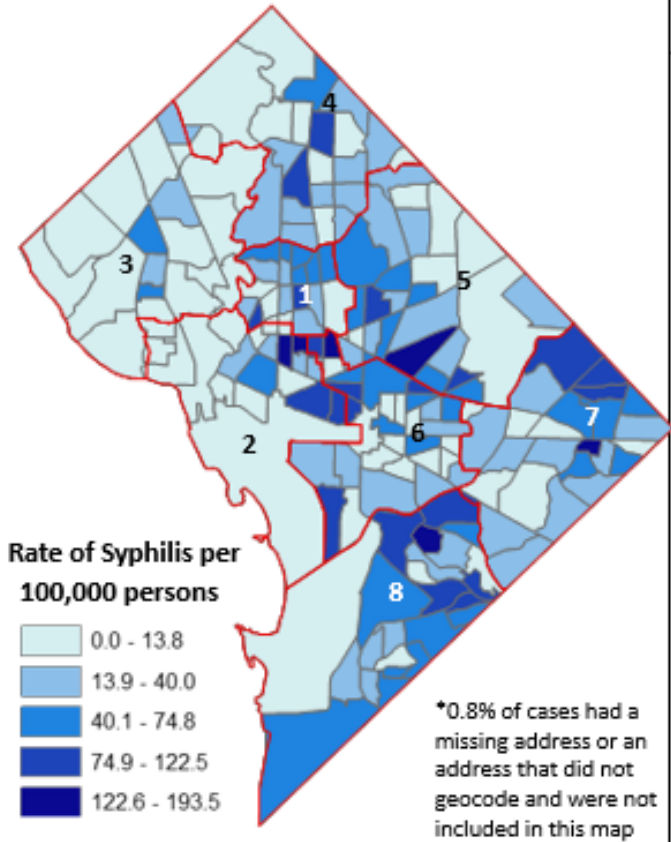 4
5
3
1
7
6
2
Rate of Syphilis per
100,000 persons
8
0.0 - 13.8
13.9 - 40.0
40.1 - 74.8
74.9 - 122.5
122.6 - 193.5
*0.8% of cases had a
missing address or an
address that did not
geocode and were not
included in this map